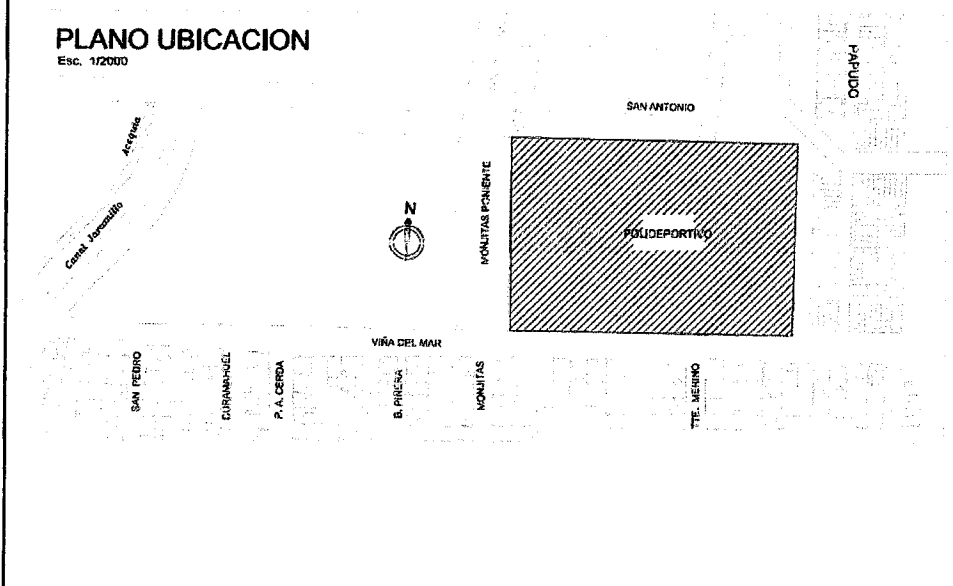 PLANO UBICACION
Esc. 1/2000
PAPUDO
SAN ANTONIO
Acequia
Canal Jaramillo
N
MONJITAS PONIENTE
POLIDEPORTIVO
VIÑA DEL MAR
SAN PEDRO
CURAMAHUEL
P. A. CERDA
B. PIÑERA
MONJITAS
TTE. MERINO